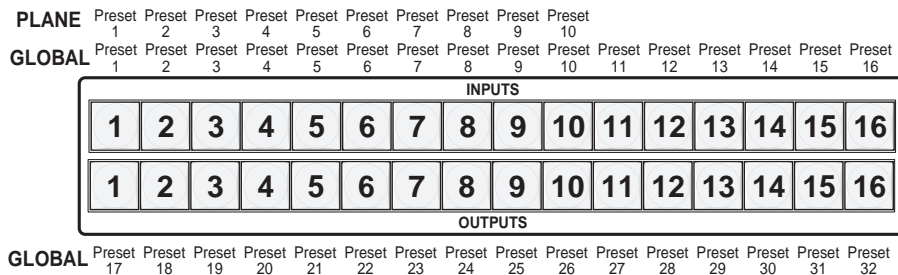 PLANE Preset Preset Preset Preset Preset Preset Preset Preset Preset Preset
1 2 3 4 5 6 7 8 9 10
GLOBAL Preset Preset Preset Preset Preset Preset Preset Preset Preset Preset Preset Preset Preset Preset Preset Preset
1 2 3 4 5 6 7 8 9 10 11 12 13 14 15 16
INPUTS
1 2 3 4 5 6 7 8 9 10 11 12 13 14 15 16
1 2 3 4 5 6 7 8 9 10 11 12 13 14 15 16
OUTPUTS
GLOBAL Preset Preset Preset Preset Preset Preset Preset Preset Preset Preset Preset Preset Preset Preset Preset Preset
17 18 19 20 21 22 23 24 25 26 27 28 29 30 31 32